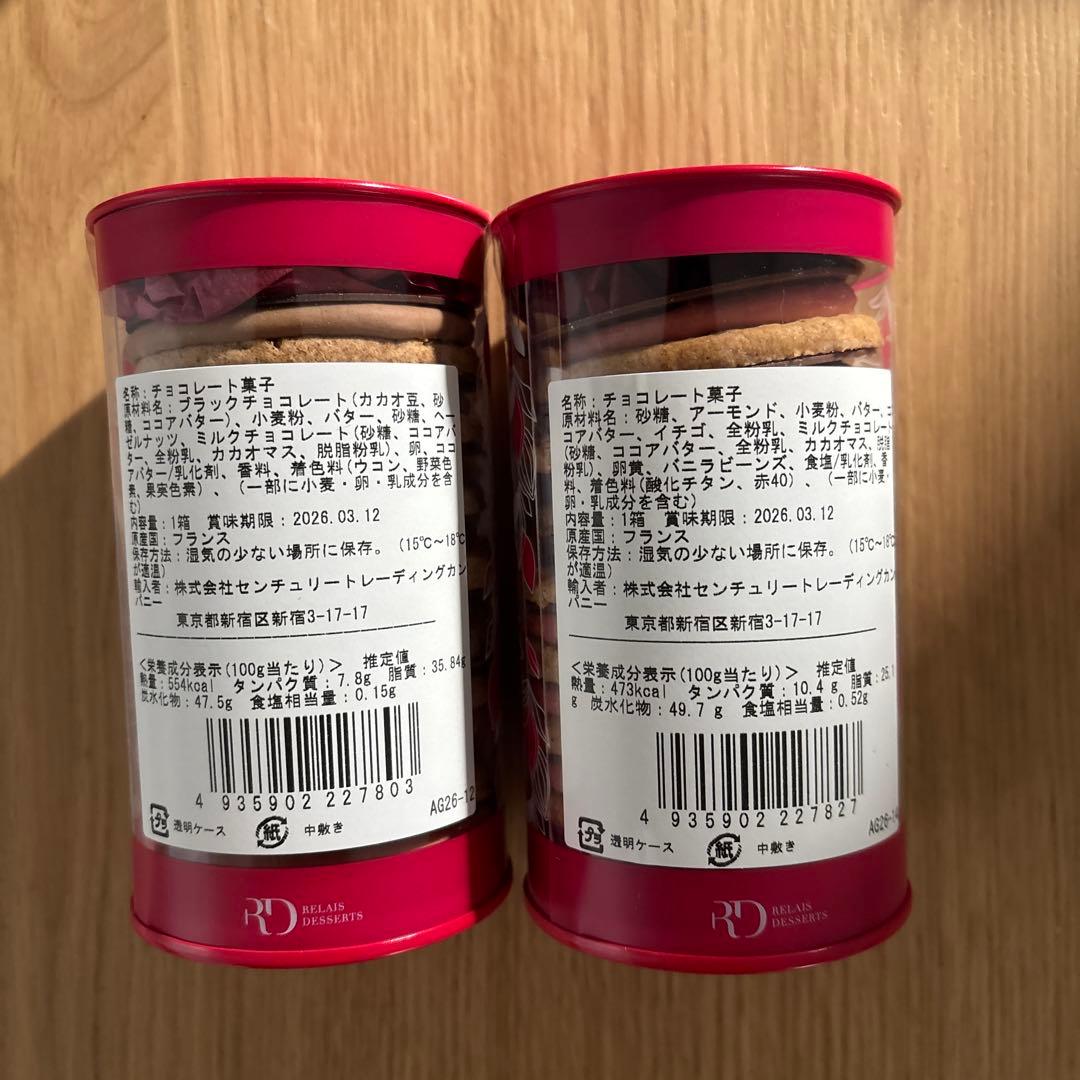 名称：チョコレート菓子
原材料名：ブラックチョコレート(カカオ豆、砂
糖、ココアバター)、小麦粉、バター、砂糖、ヘー
ゼルナッツ、ミルクチョコレート(砂糖、ココアバ
ター、全粉乳、カカオマス、脱脂粉乳)、卵、ココ
アバター/乳化剤、香料、着色料(ウコン、野菜色
素、果実色素)、(一部に小麦・卵・乳成分を含
む)
内容量：1箱 賞味期限：2026.03.12
原産国：フランス
保存方法：湿気の少ない場所に保存。(15℃～18℃
が適温)
輸入者：株式会社センチュリートレーディングカン
パニー
東京都新宿区新宿3-17-17
<栄養成分表示(100g当たり)> 推定値
熱量：554kcal タンパク質：7.8g 脂質：35.84g
炭水化物：47.5g 食塩相当量：0.15g
4 935902 227803
AG26-12
プラ 透明ケース 紙 中敷き
RD RELAIS
DESSERTS
名称：チョコレート菓子
原材料名：砂糖、アーモンド、小麦粉、バター、コ
コアバター、イチゴ、全粉乳、ミルクチョコレート
(砂糖、ココアバター、全粉乳、カカオマス、脱脂
粉乳)、卵黄、バニラビーンズ、食塩/乳化剤、香
料、着色料(酸化チタン、赤40)、(一部に小麦・
卵・乳成分を含む)
内容量：1箱 賞味期限：2026.03.12
原産国：フランス
保存方法：湿気の少ない場所に保存。(15℃～18℃
が適温)
輸入者：株式会社センチュリートレーディングカン
パニー
東京都新宿区新宿3-17-17
<栄養成分表示(100g当たり)> 推定値
熱量：473kcal タンパク質：10.4g 脂質：25.1
g 炭水化物：49.7g 食塩相当量：0.52g
4 935902 227827
AG26-1
プラ 透明ケース 紙 中敷き
RD RELAIS
DESSERTS